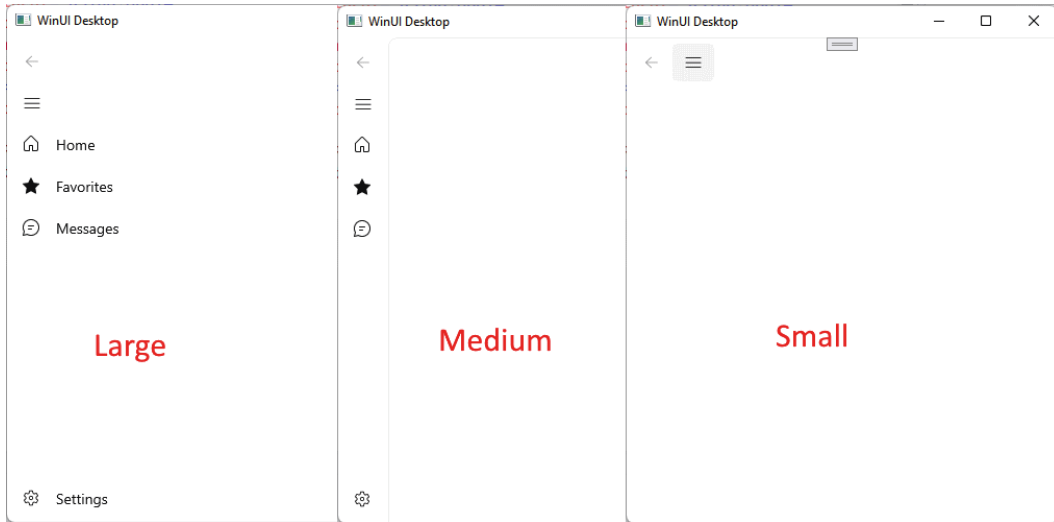 WinUI Desktop
Home
Favorites
Messages
Large
Settings
WinUI Desktop
Medium
WinUI Desktop
Small